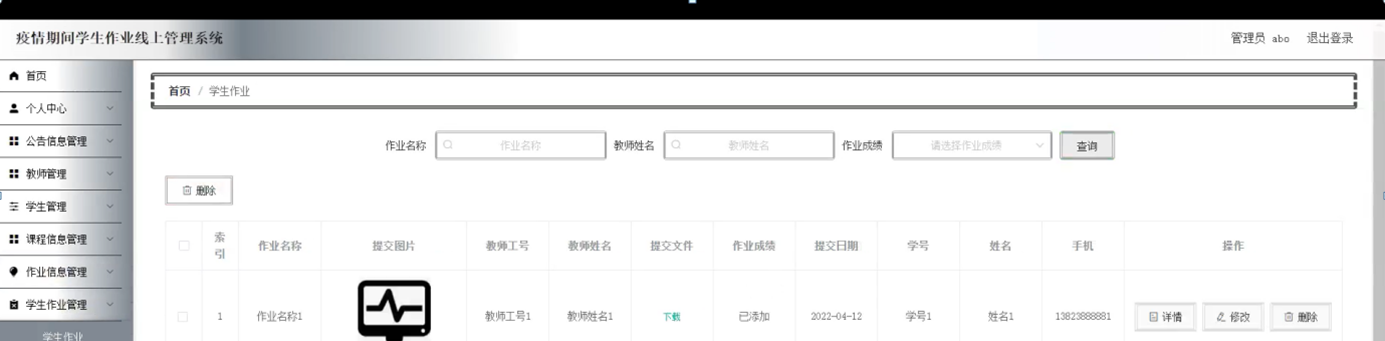 疫情期间学生作业线上管理系统
管理员 abo 退出登录
首页
个人中心
公告信息管理
教师管理
学生管理
课程信息管理
作业信息管理
学生作业管理
学生作业
首页 / 学生作业
作业名称 作业名称 教师姓名 教师姓名 作业成绩 请选择作业成绩 查询
删除
索引 作业名称 提交图片 教师工号 教师姓名 提交文件 作业成绩 提交日期 学号 姓名 手机 操作
1 作业名称1 教师工号1 教师姓名1 下载 已添加 2022-04-12 学号1 姓名1 13823888881 详情 修改 删除